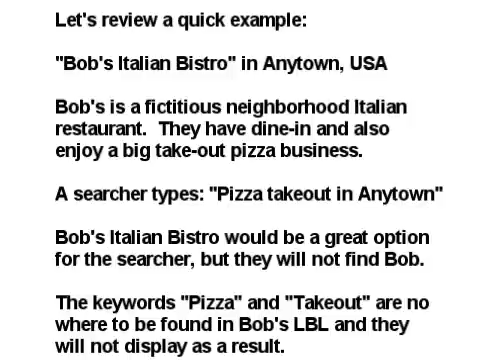 Let's review a quick example:
"Bob's Italian Bistro" in Anytown, USA
Bob's is a fictitious neighborhood Italian
restaurant.  They have dine-in and also
enjoy a big take-out pizza business.
A searcher types: "Pizza takeout in Anytown"
Bob's Italian Bistro would be a great option
for the searcher, but they will not find Bob.
The keywords "Pizza" and "Takeout" are no
where to be found in Bob's LBL and they
will not display as a result.